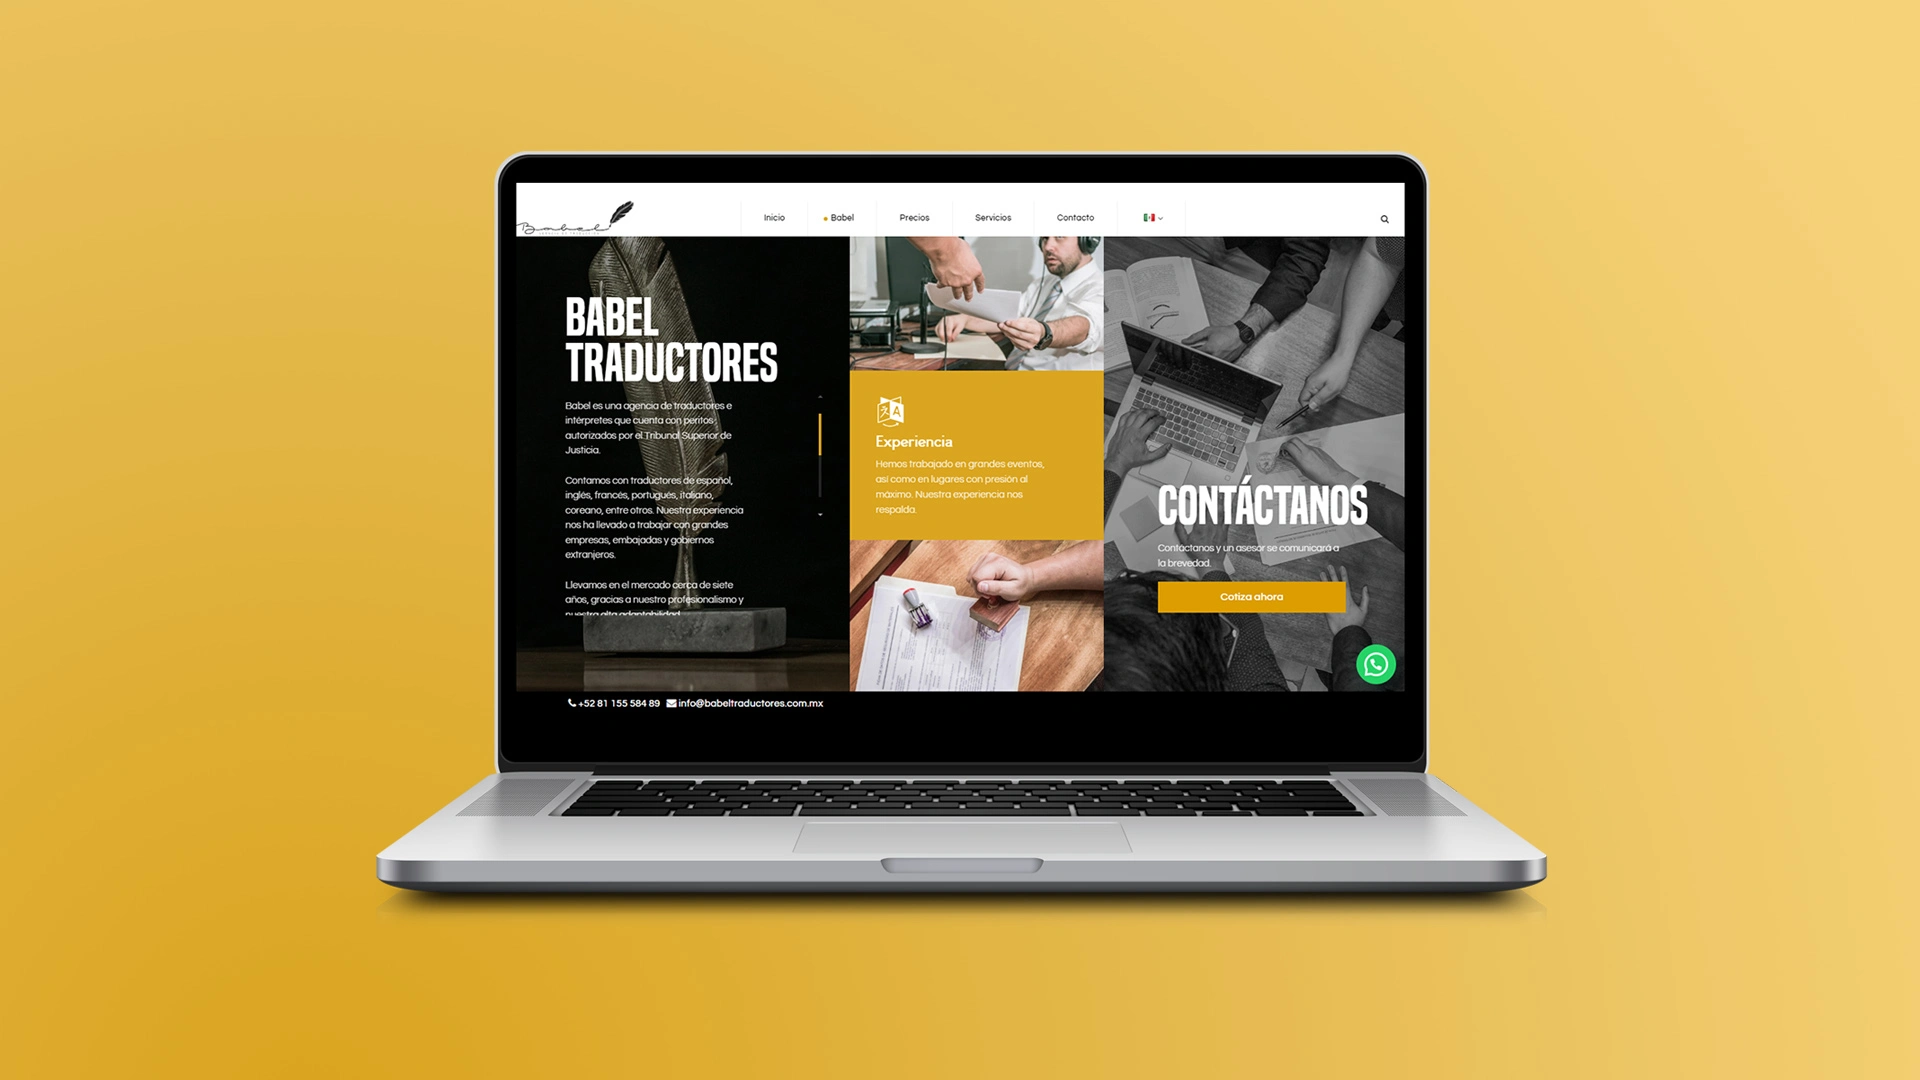 Babel
Inicio
Babel
Precios
Servicios
Contacto
BABEL
TRADUCTORES
Babel es una agencia de traductores e
intérpretes que cuenta con peritos
autorizados por el Tribunal Superior de
Justicia.
Contamos con traductores de español,
inglés, francés, portugués, italiano,
coreano, entre otros. Nuestra experiencia
nos ha llevado a trabajar con grandes
empresas, embajadas y gobiernos
extranjeros.
Llevamos en el mercado cerca de siete
años, gracias a nuestro profesionalismo y
nuestra alta adaptabilidad
Experiencia
Hemos trabajado en grandes eventos,
así como en lugares con presión al
máximo. Nuestra experiencia nos
respalda.
CONTÁCTANOS
Contáctanos y un asesor se comunicará a
la brevedad.
Cotiza ahora
+52 81 155 584 89 info@babeltraductores.com.mx